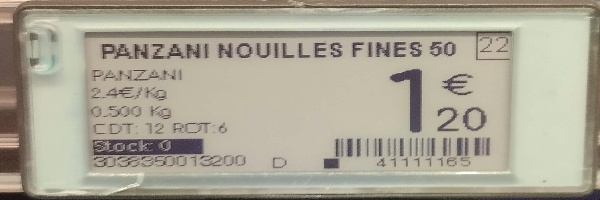 PANZANI NOUILLES FINES 50 22
PANZANI
2.4€/Kg
0.500 Kg
CDT: 12 ROT:6
Stock: 0
1 €
20
3038350013200 D
41111165